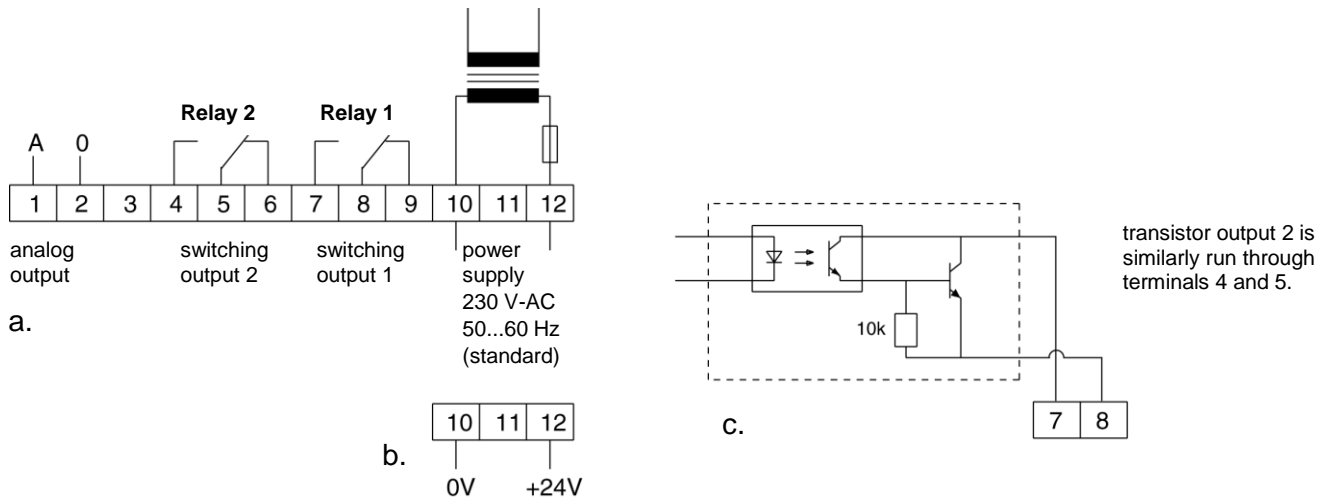 Relay 2 Relay 1
A 0
1 2 3 4 5 6 7 8 9 10 11 12
analog
output
switching
output 2
switching
output 1
power
supply
230 V-AC
50...60 Hz
(standard)
a.
10 11 12
b.
0V +24V
10k
transistor output 2 is
similarly run through
terminals 4 and 5.
c.
7 8